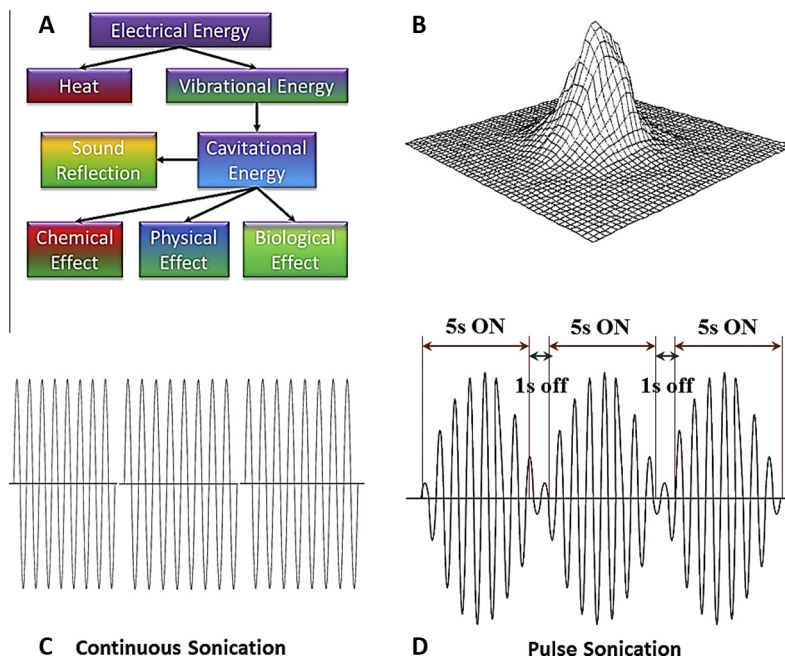 A
Electrical Energy
Heat
Vibrational Energy
Sound
Reflection
Cavitational
Energy
Chemical
Effect
Physical
Effect
Biological
Effect
B
5s ON
5s ON
5s ON
1s off
1s off
C
Continuous Sonication
D
Pulse Sonication